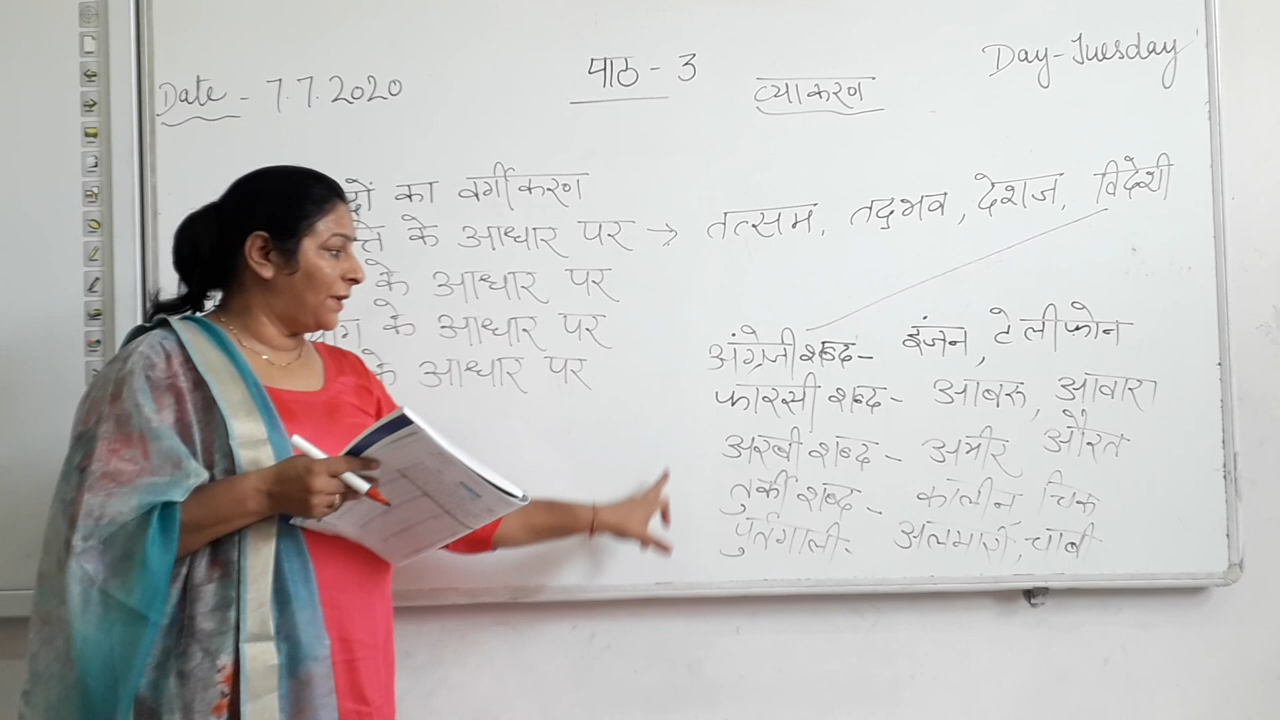 Date - 7.7.2020
पाठ - 3
व्याकरण
Day - Tuesday
का वर्गीकरण
के आधार पर → तत्सम, तद्भव, देशज, विदेशी
के आधार पर
के आधार पर
के आधार पर
अंग्रेजी शब्द - इंजन, टेलीफोन
फारसी शब्द - आबरू, आवारा
अरबी शब्द - अमीर औरत
तुर्की शब्द - कालीन चिक
पुर्तगाली - अलमारी, चाबी